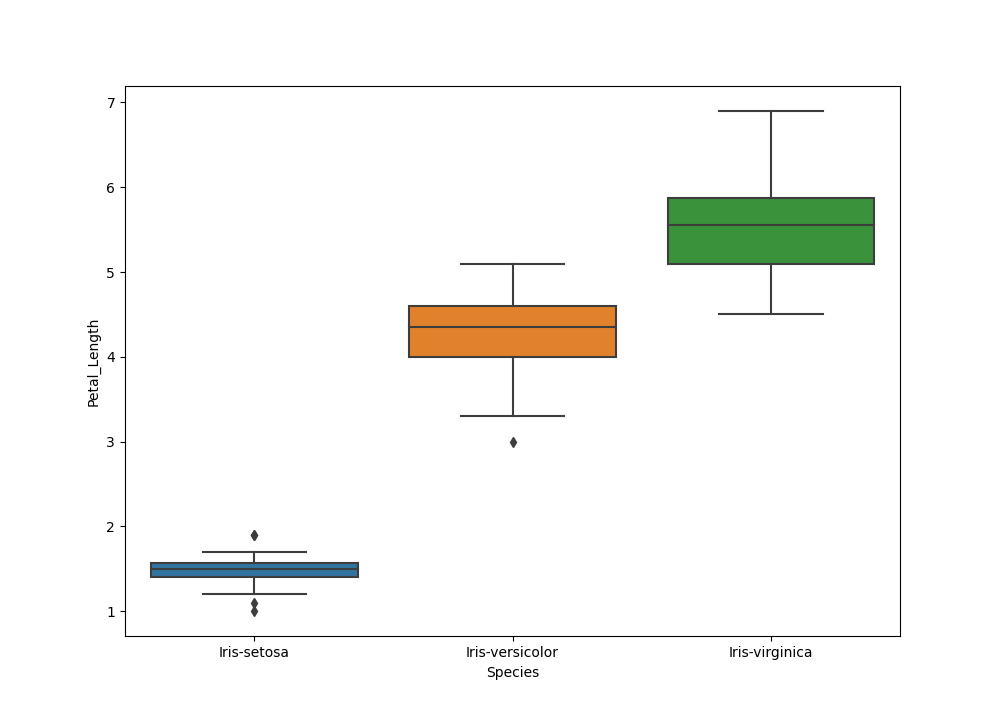 7
6
5
4
3
2
1
Petal_Length
Iris-setosa
Iris-versicolor
Iris-virginica
Species